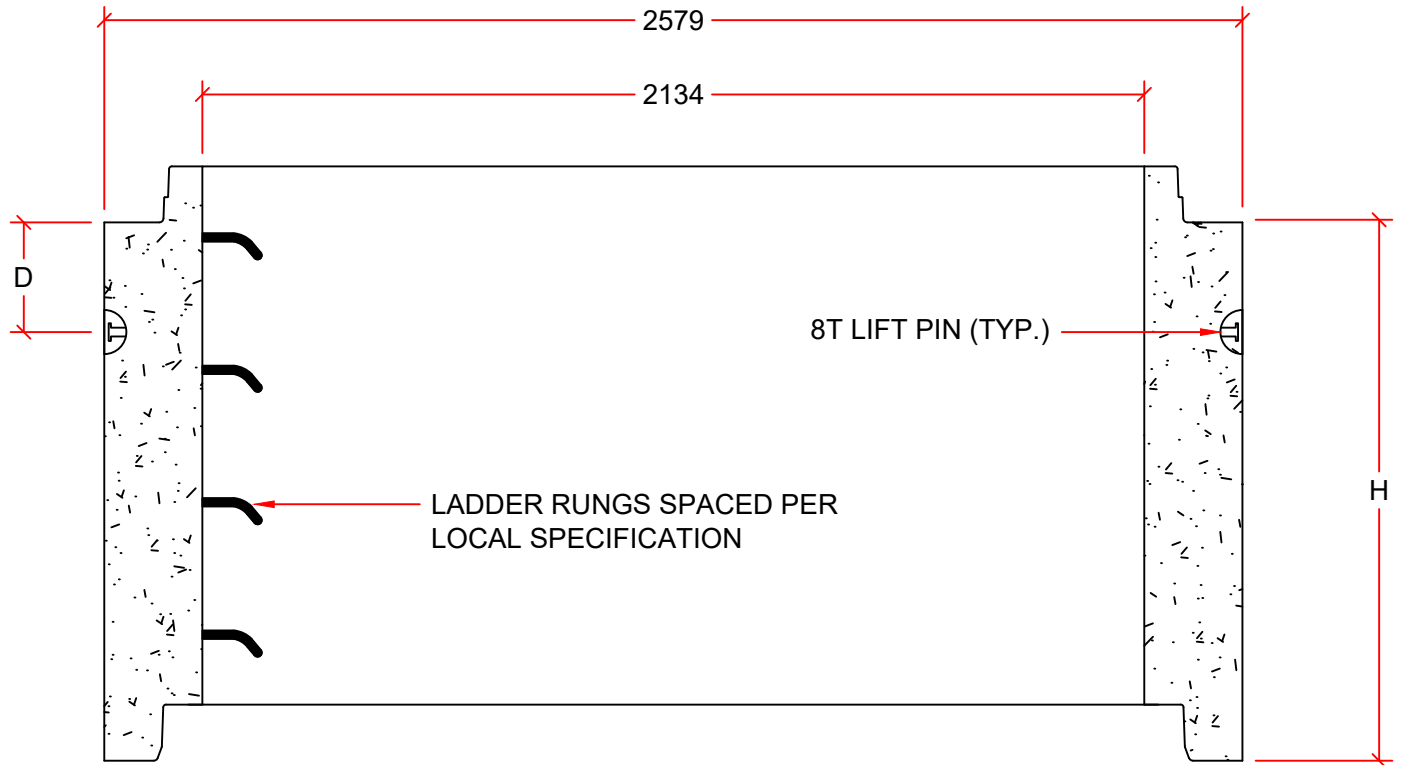 2579
2134
D
8T LIFT PIN (TYP.)
H
LADDER RUNGS SPACED PER
LOCAL SPECIFICATION